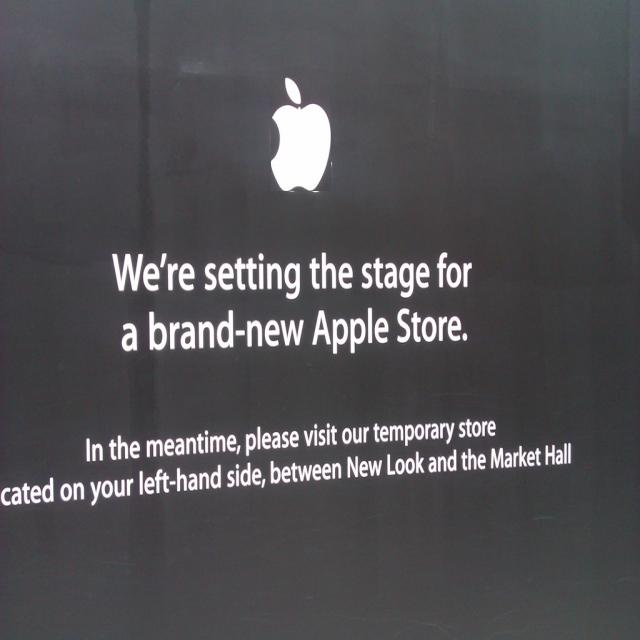 We're setting the stage for
a brand-new Apple Store.
In the meantime, please visit our temporary store
cated on your left-hand side, between New Look and the Market Hall